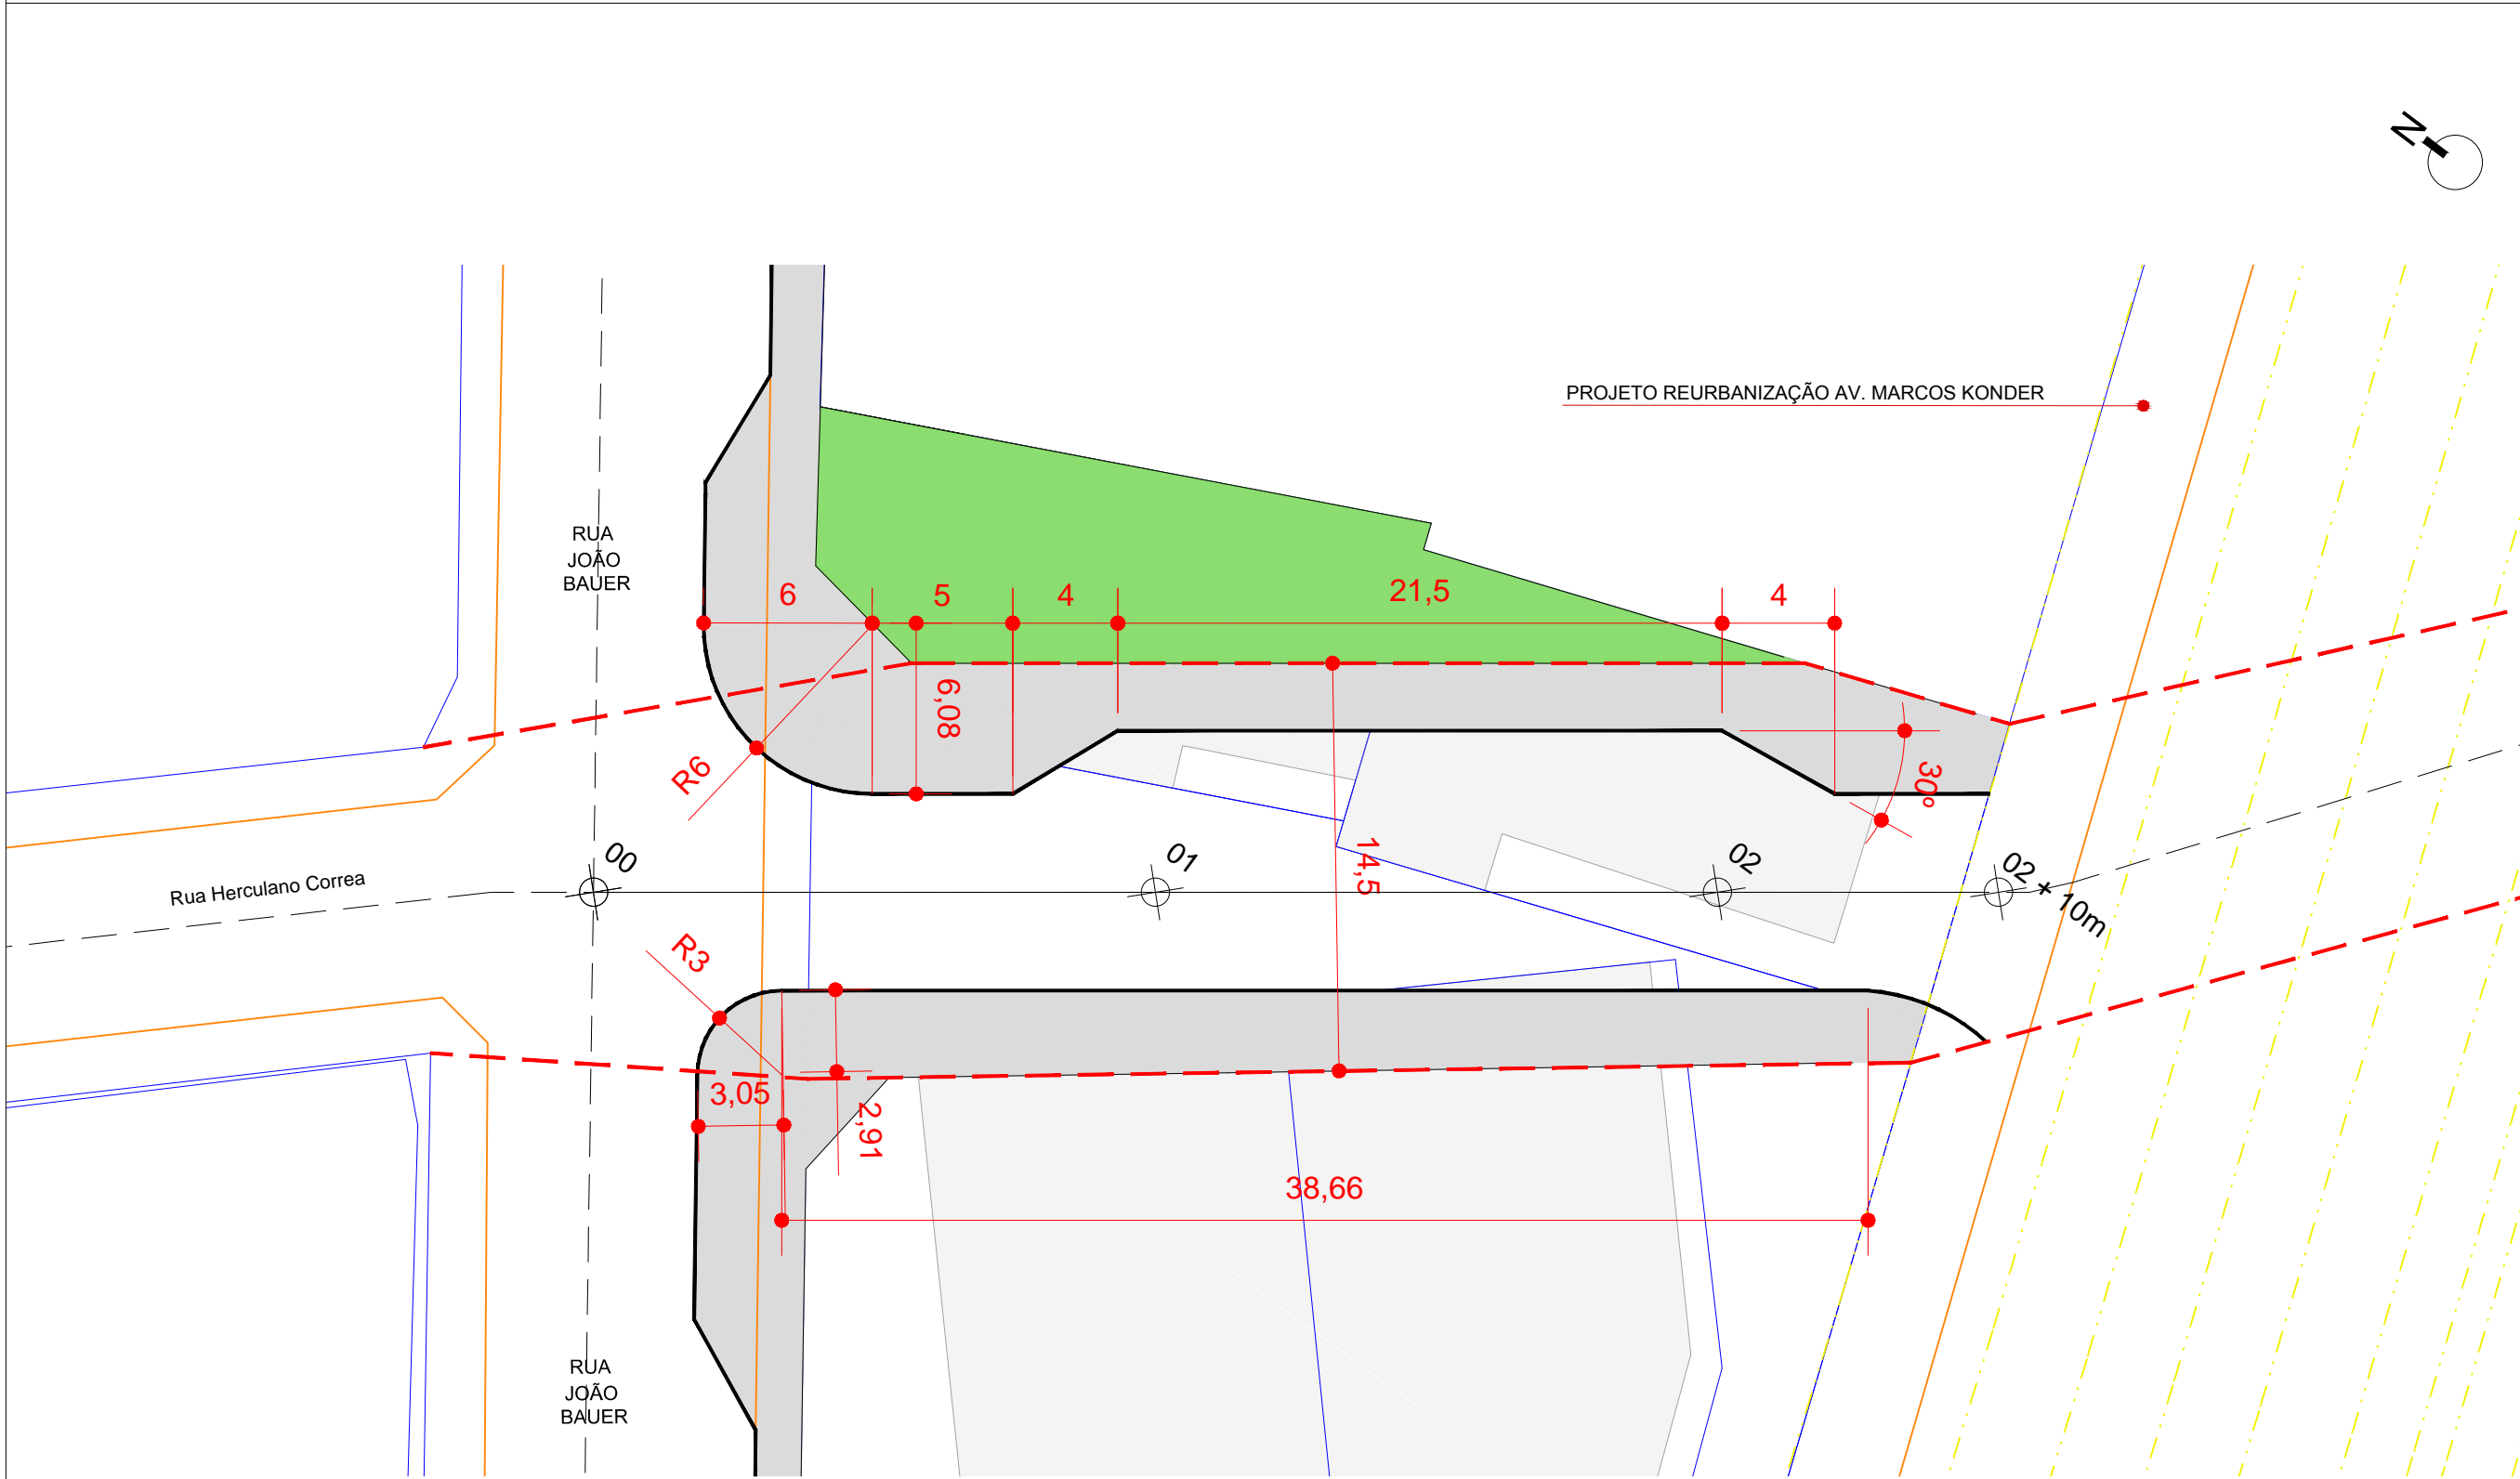 N
PROJETO REURBANIZAÇÃO AV. MARCOS KONDER
RUA
JOÃO
BAUER
6
5
4
21,5
4
6,08
R6
30º
14,5
00
01
02
02 + 10m
Rua Herculano Correa
R3
3,05
2,91
38,66
RUA
JOÃO
BAUER